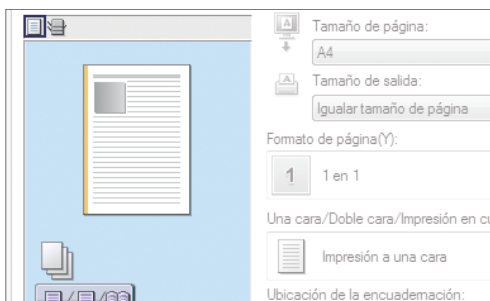 Tamaño de página:
A4
Tamaño de salida:
Igualar tamaño de página
Formato de página(Y):
1
1 en 1
Una cara/Doble cara/Impresión en
Impresión a una cara
Ubicación de la encuadernación: